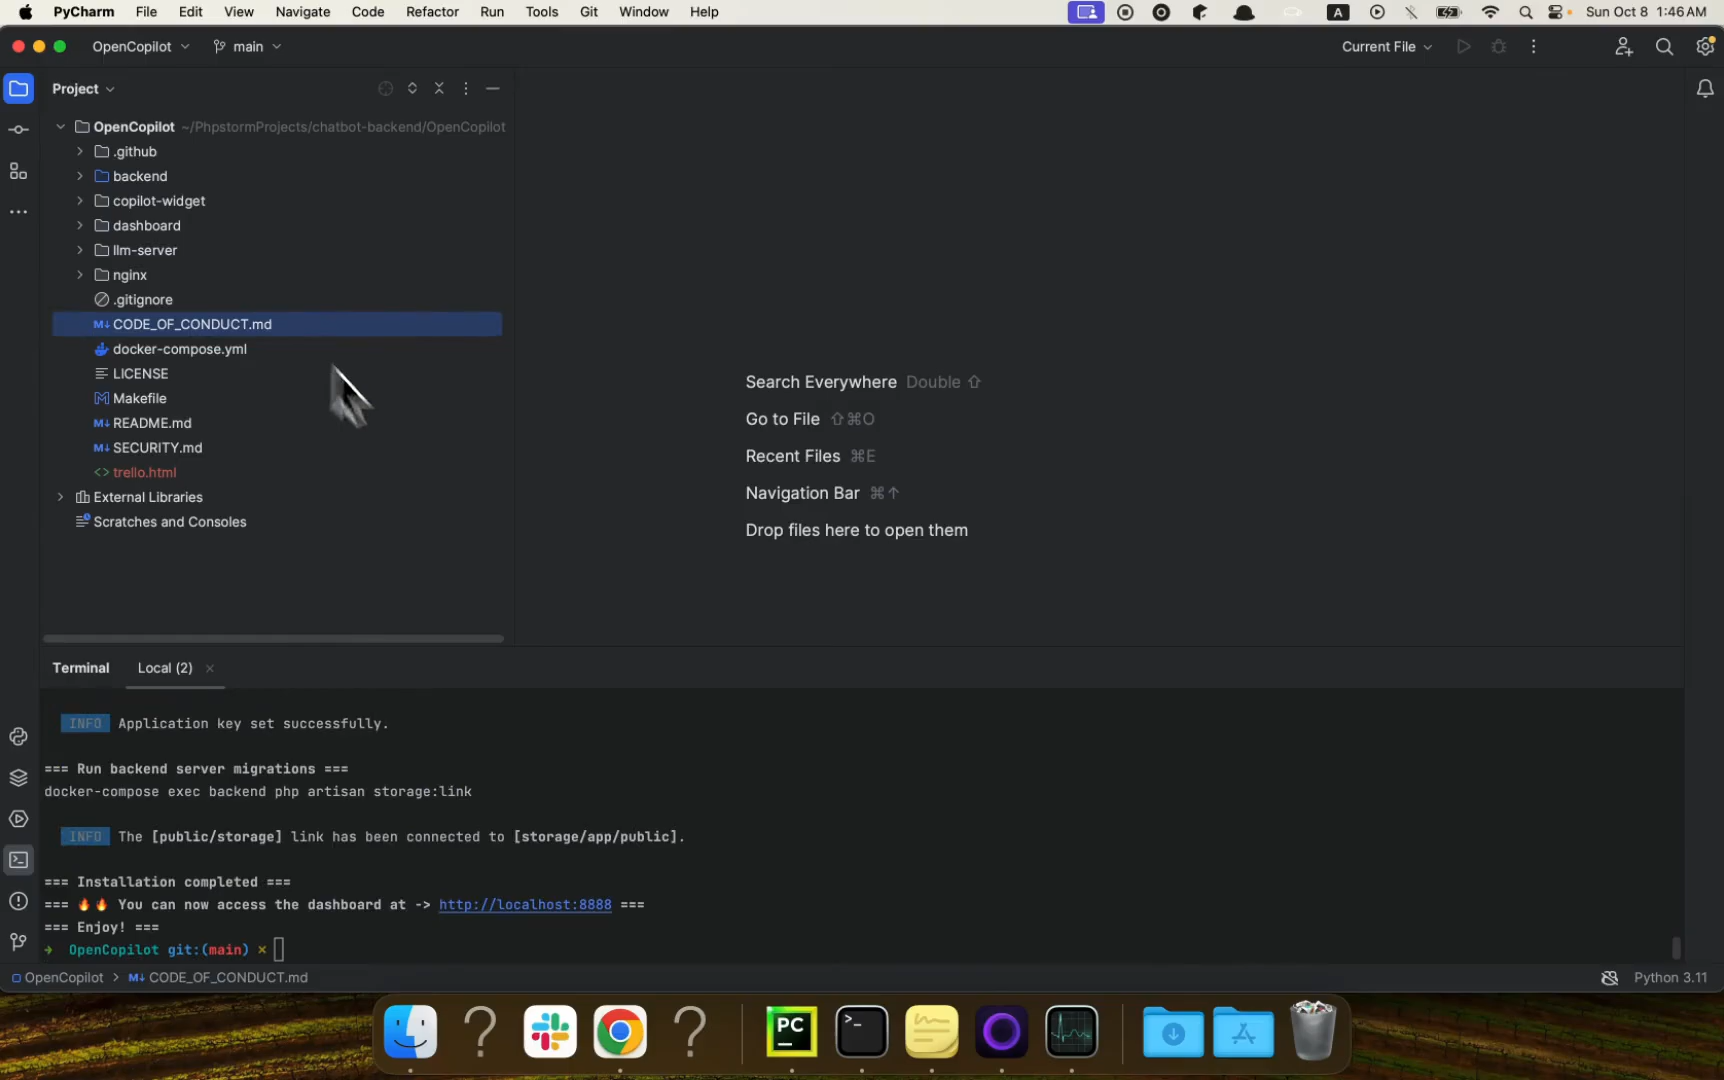 PyCharm File Edit View Navigate Code Refactor Run Tools Git Window Help A Sun Oct 8 1:46 AM
OpenCopilot main Current File
Project
OpenCopilot ~/PhpstormProjects/chatbot-backend/OpenCopilot
.github
backend
copilot-widget
dashboard
llm-server
nginx
.gitignore
M↓ CODE_OF_CONDUCT.md
docker-compose.yml
LICENSE
Makefile
M↓ README.md
M↓ SECURITY.md
<> trello.html
External Libraries
Scratches and Consoles
Search Everywhere Double ⇧
Go to File ⇧⌘O
Recent Files ⌘E
Navigation Bar ⌘↑
Drop files here to open them
Terminal Local (2) ×
INFO Application key set successfully.
=== Run backend server migrations ===
docker-compose exec backend php artisan storage:link
INFO The [public/storage] link has been connected to [storage/app/public].
=== Installation completed ===
=== 🔥🔥 You can now access the dashboard at -> http://localhost:8888 ===
=== Enjoy! ===
→ OpenCopilot git:(main) ×
OpenCopilot > M↓ CODE_OF_CONDUCT.md Python 3.11
PC